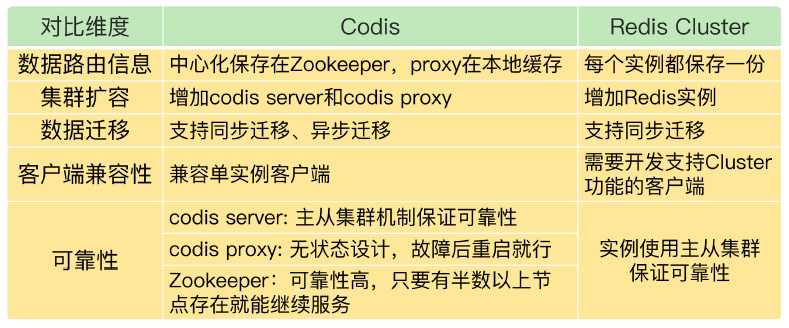 对比维度 Codis Redis Cluster
数据路由信息 中心化保存在Zookeeper，proxy在本地缓存 每个实例都保存一份
集群扩容 增加codis server和codis proxy 增加Redis实例
数据迁移 支持同步迁移、异步迁移 支持同步迁移
客户端兼容性 兼容单实例客户端 需要开发支持Cluster
功能的客户端
可靠性
codis server: 主从集群机制保证可靠性
codis proxy: 无状态设计，故障后重启就行
Zookeeper：可靠性高，只要有半数以上节
点存在就能继续服务
实例使用主从集群
保证可靠性